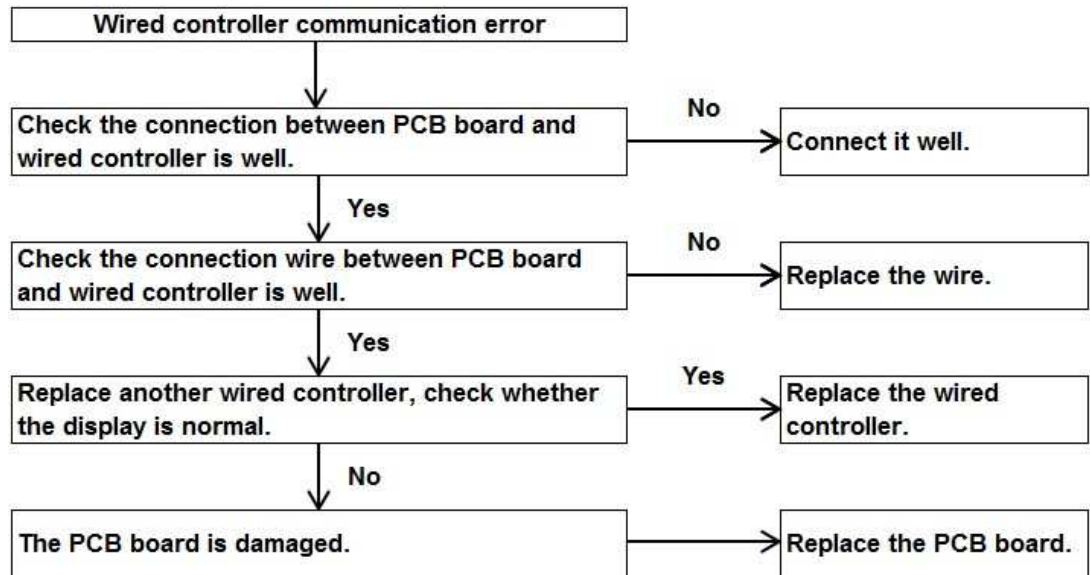 Wired controller communication error
No
Check the connection between PCB board and
wired controller is well.
Connect it well.
Yes
No
Check the connection wire between PCB board
and wired controller is well.
Replace the wire.
Yes
Yes
Replace another wired controller, check whether
the display is normal.
Replace the wired
controller.
No
The PCB board is damaged.
Replace the PCB board.